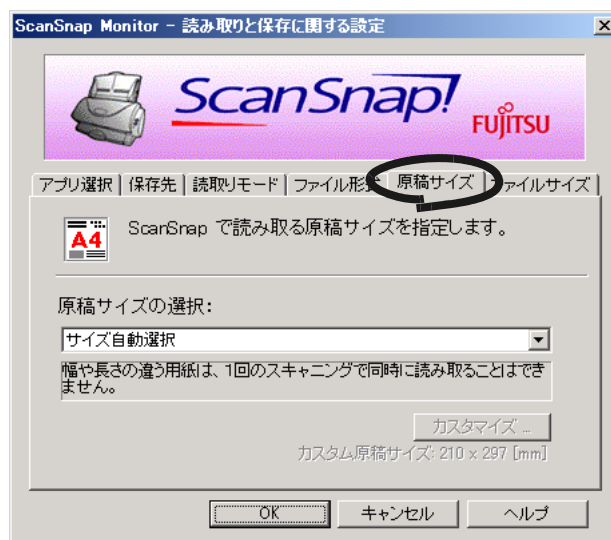 ScanSnap Monitor - 読み取りと保存に関する設定
ScanSnap!
FUJITSU
アプリ選択 保存先 読取りモード ファイル形式 原稿サイズ ファイルサイズ
A4
ScanSnap で読み取る原稿サイズを指定します。
原稿サイズの選択:
サイズ自動選択
幅や長さの違う用紙は、1回のスキャニングで同時に読み取ることはでき
ません。
カスタマイズ ...
カスタム原稿サイズ: 210 x 297 [mm]
OK キャンセル ヘルプ